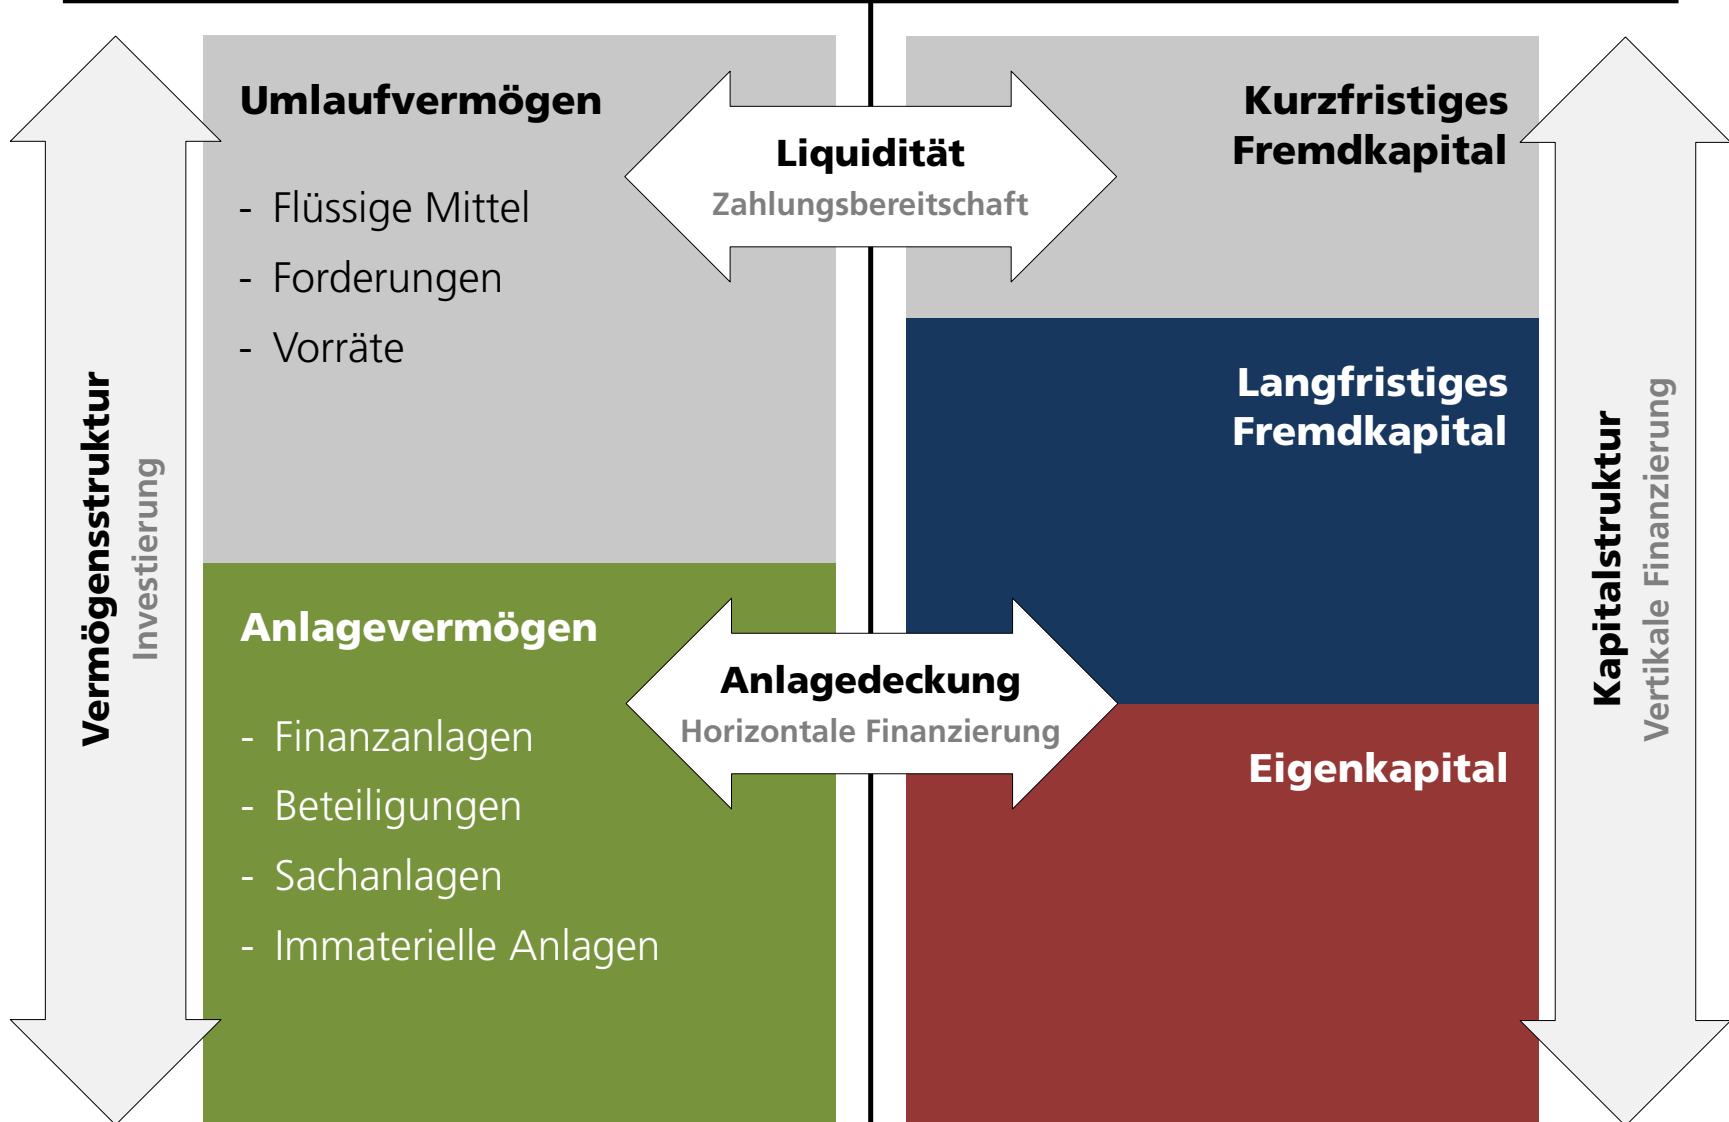 Vermögensstruktur
Investierung
Umlaufvermögen
- Flüssige Mittel
- Forderungen
- Vorräte
Anlagevermögen
- Finanzanlagen
- Beteiligungen
- Sachanlagen
- Immaterielle Anlagen
Liquidität
Zahlungsbereitschaft
Anlagedeckung
Horizontale Finanzierung
Kurzfristiges
Fremdkapital
Langfristiges
Fremdkapital
Eigenkapital
Kapitalstruktur
Vertikale Finanzierung